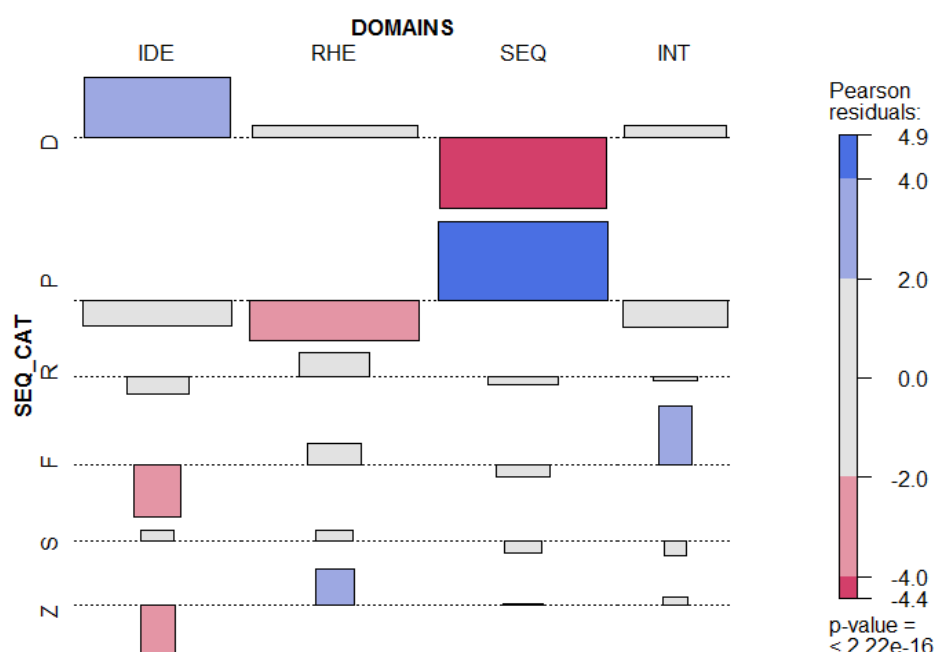 DOMAINS
IDE RHE SEQ INT
SEQ_CAT
D
P
R
F
S
Z
Pearson
residuals:
4.9
4.0
2.0
0.0
-2.0
-4.0
-4.4
p-value =
< 2.22e-16